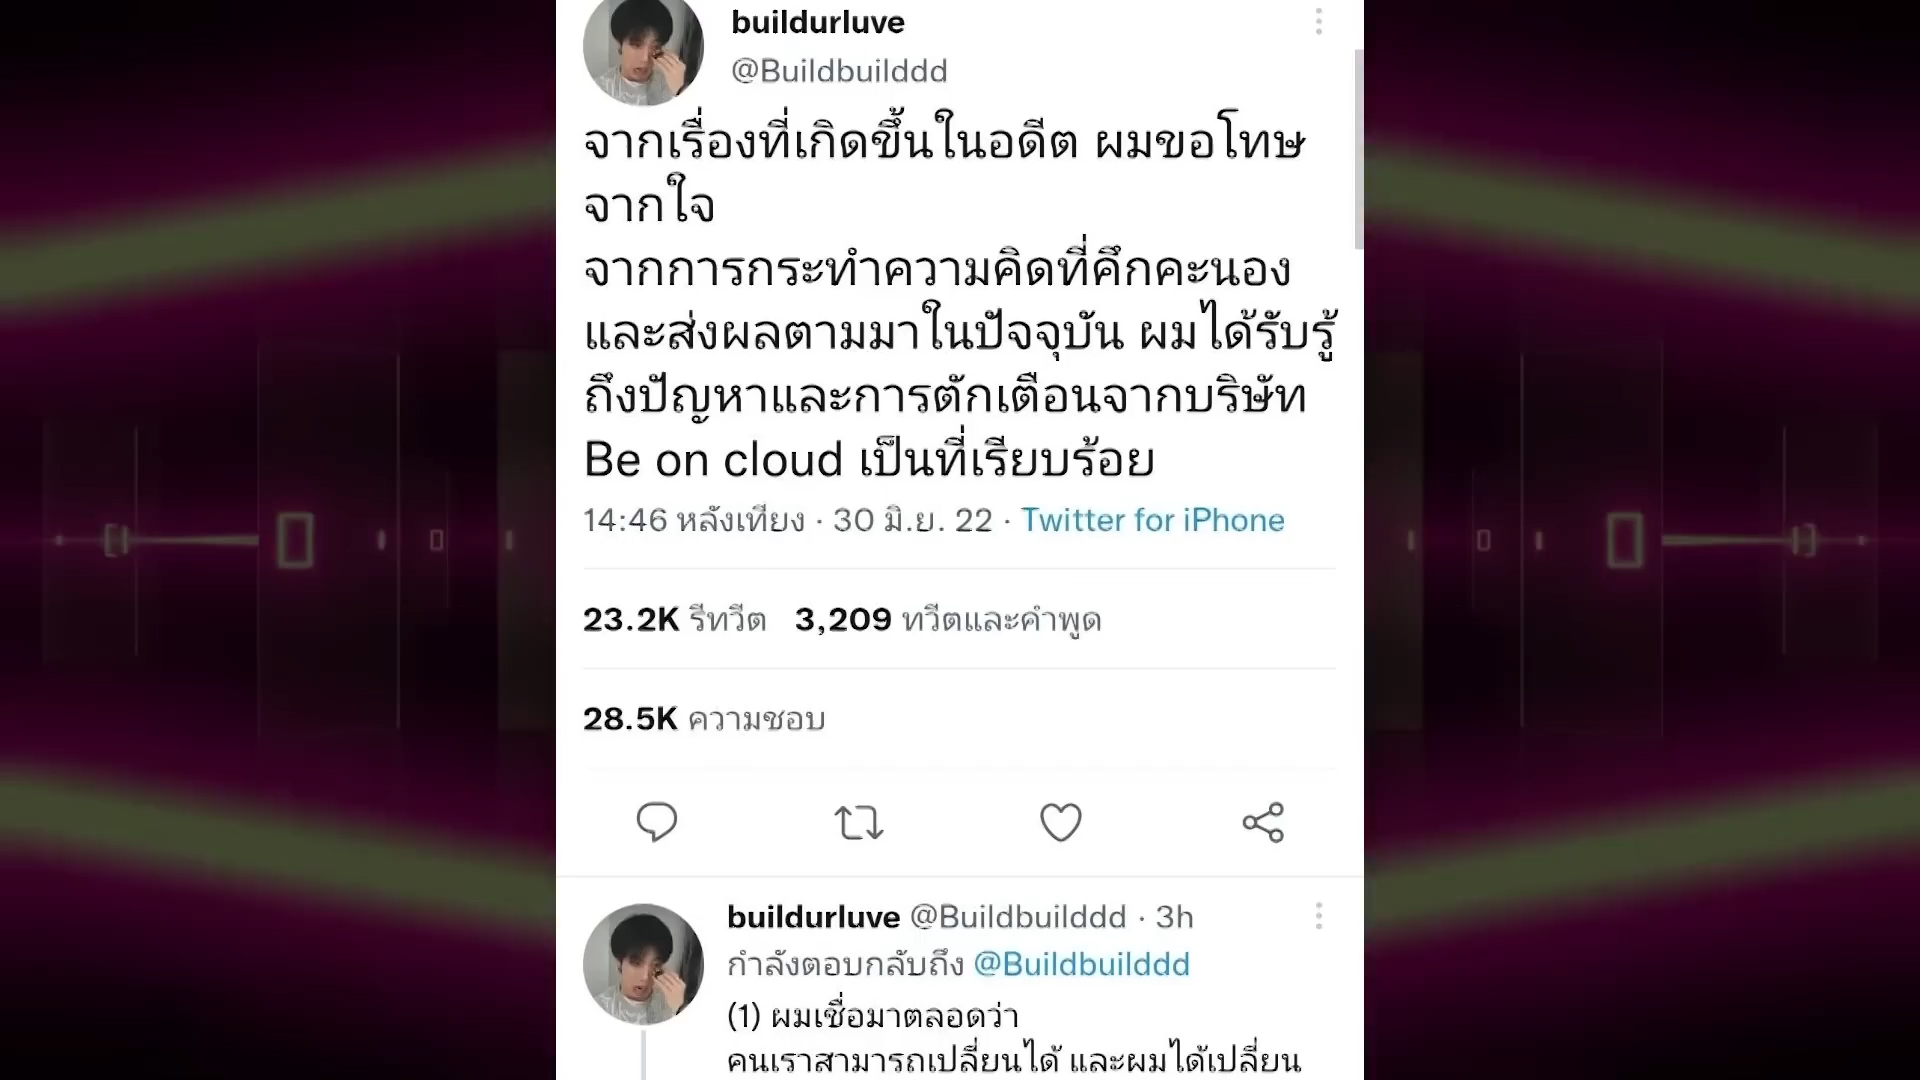 buildurluve
@Buildbuilddd
จากเรื่องที่เกิดขึ้นในอดีต ผมขอโทษ
จากใจ
จากการกระทำความคิดที่คึกคะนอง
และส่งผลตามมาในปัจจุบัน ผมได้รับรู้
ถึงปัญหาและการตักเตือนจากบริษัท
Be on cloud เป็นที่เรียบร้อย
14:46 หลังเที่ยง · 30 มิ.ย. 22 · Twitter for iPhone
23.2K รีทวีต 3,209 ทวีตและคำพูด
28.5K ความชอบ
buildurluve @Buildbuilddd · 3h
กำลังตอบกลับถึง @Buildbuilddd
(1) ผมเชื่อมาตลอดว่า
คนเราสามารถเปลี่ยนได้ และผมได้เปลี่ยน